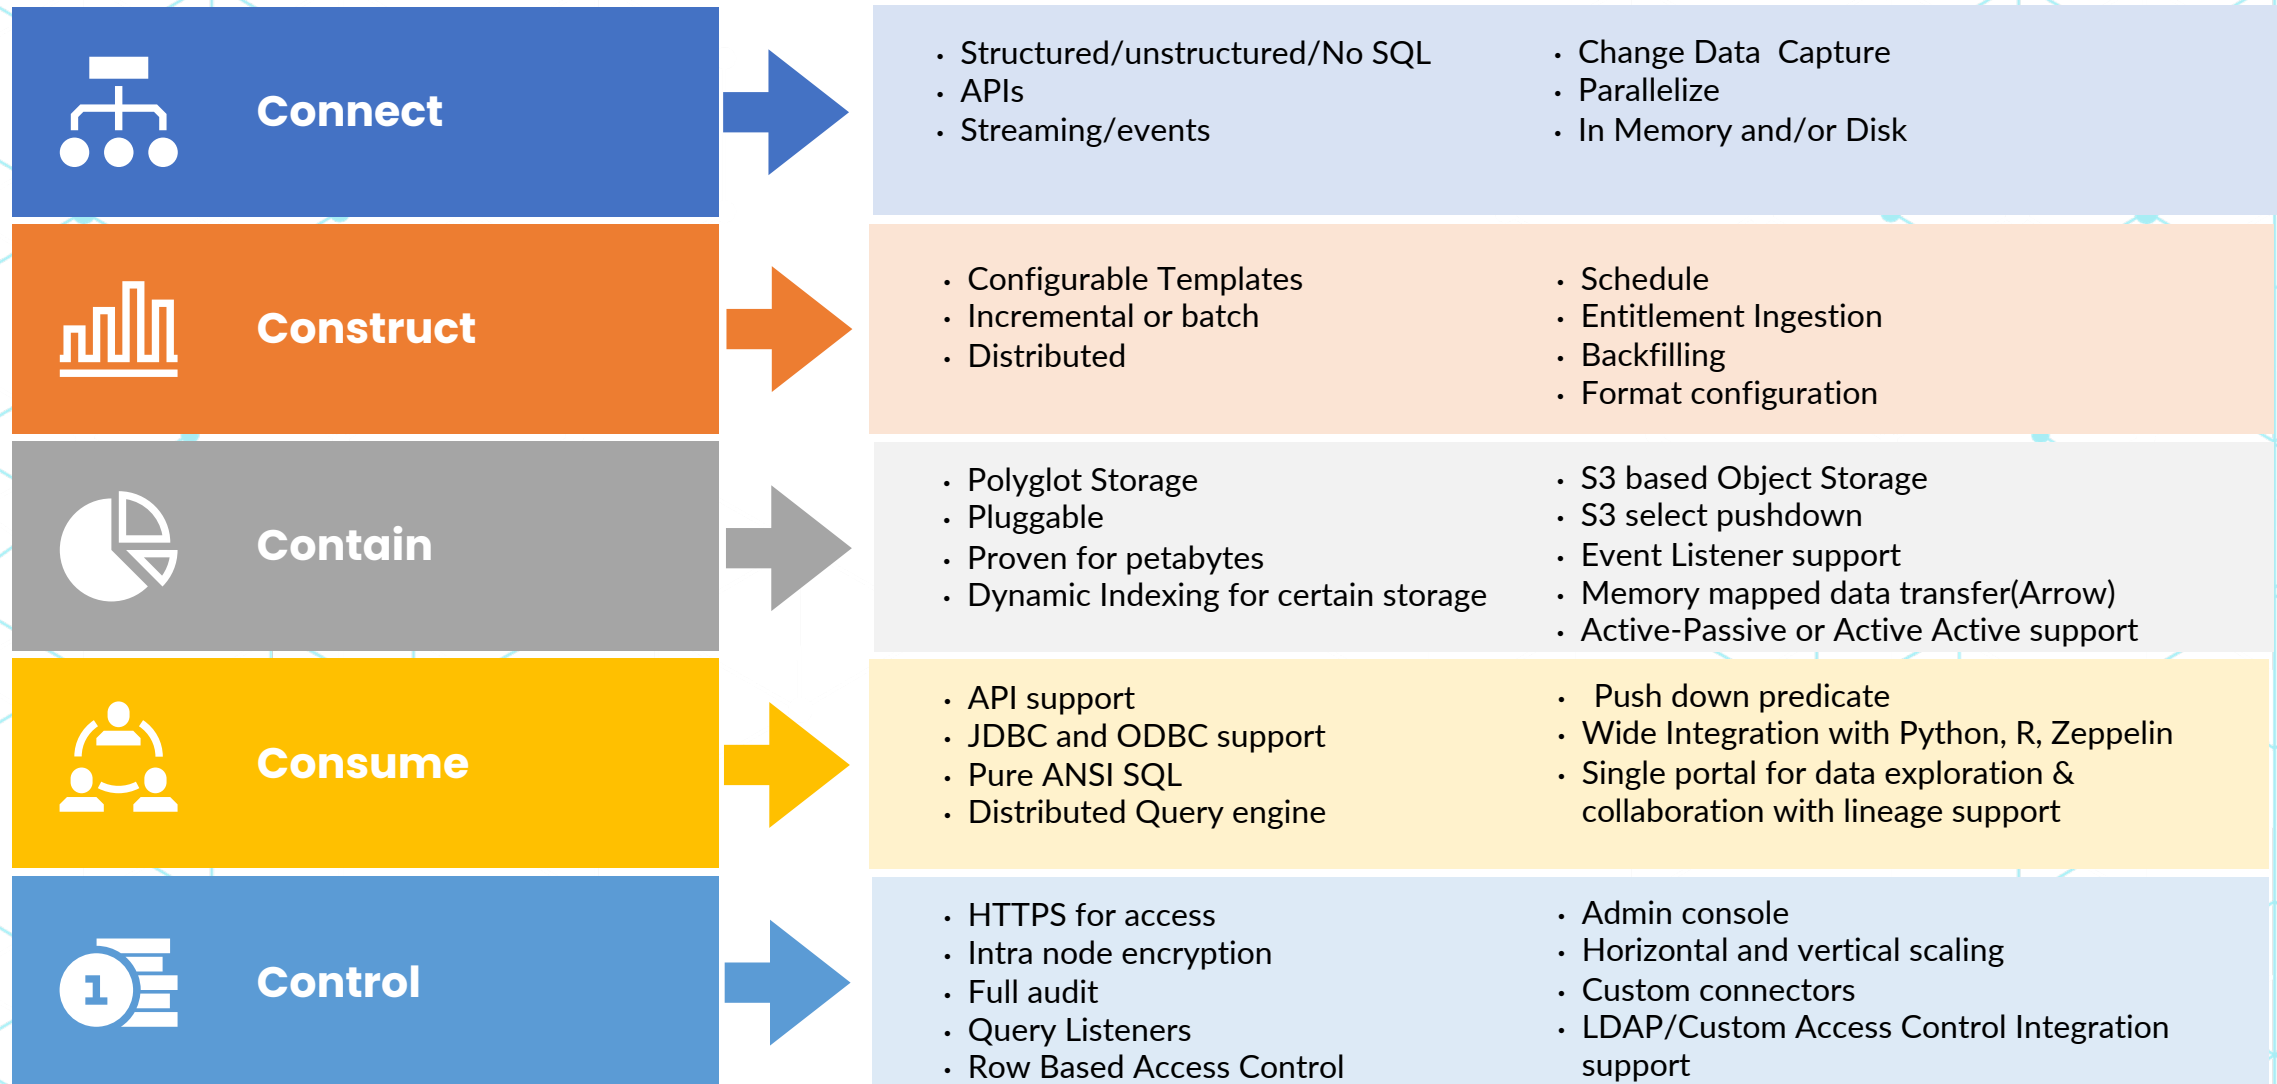 Connect
• Structured/unstructured/No SQL
• APIs
• Streaming/events
• Change Data  Capture
• Parallelize
• In Memory and/or Disk
Construct
• Configurable Templates
• Incremental or batch
• Distributed
• Schedule
• Entitlement Ingestion
• Backfilling
• Format configuration
Contain
• Polyglot Storage
• Pluggable
• Proven for petabytes
• Dynamic Indexing for certain storage
• S3 based Object Storage
• S3 select pushdown
• Event Listener support
• Memory mapped data transfer(Arrow)
• Active-Passive or Active Active support
Consume
• API support
• JDBC and ODBC support
• Pure ANSI SQL
• Distributed Query engine
• Push down predicate
• Wide Integration with Python, R, Zeppelin
• Single portal for data exploration &
collaboration with lineage support
1
Control
• HTTPS for access
• Intra node encryption
• Full audit
• Query Listeners
• Row Based Access Control
• Admin console
• Horizontal and vertical scaling
• Custom connectors
• LDAP/Custom Access Control Integration
support